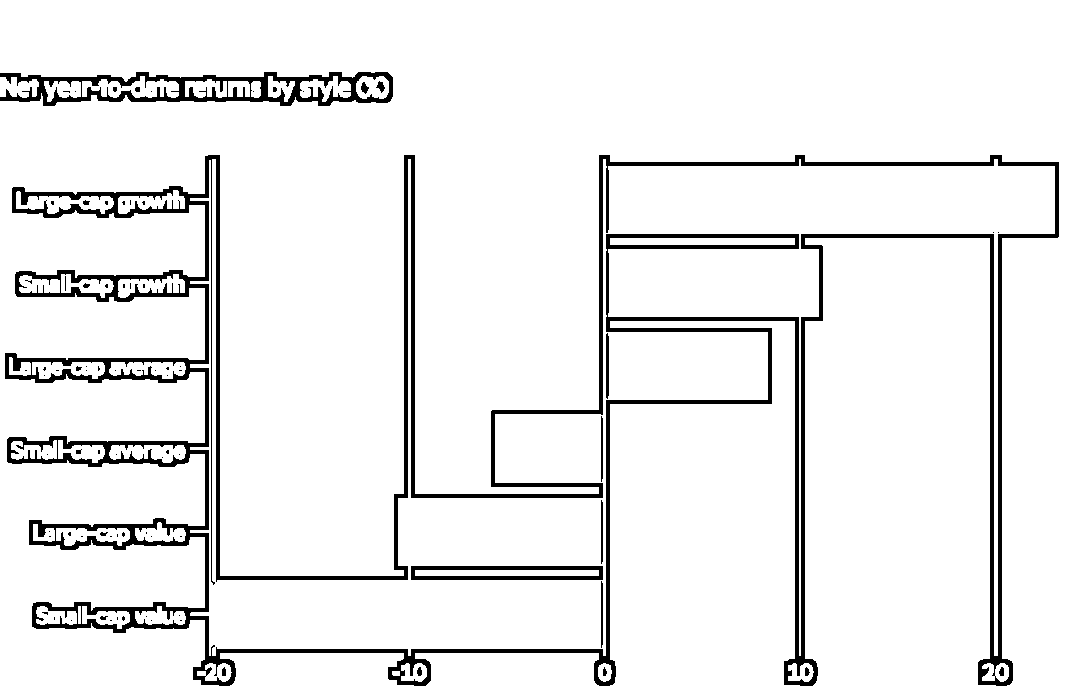 Net year-to-date returns by style (%)
Large-cap growth
Small-cap growth
Large-cap average
Small-cap average
Large-cap value
Small-cap value
-20 -10 0 10 20